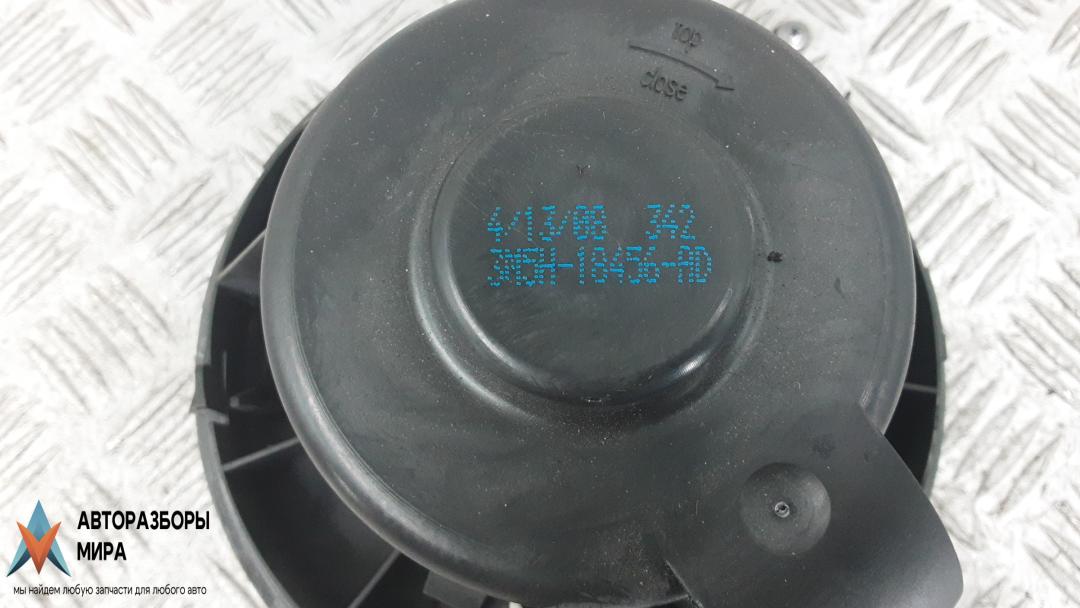 Top
close
4/13/08 342
3M5H-18456-AD
АВТОРАЗБОРЫ
МИРА
мы найдем любую запчасти для любого авто